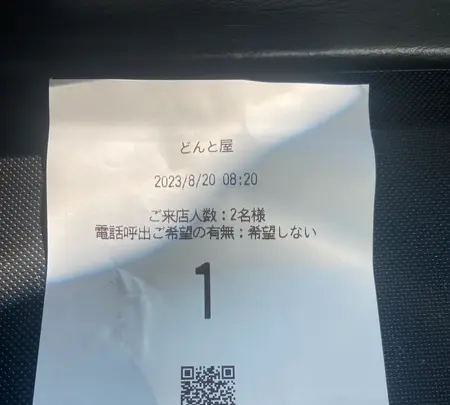 どんと屋
2023/8/20 08:20
ご来店人数：2名様
電話呼出ご希望の有無：希望しない
1